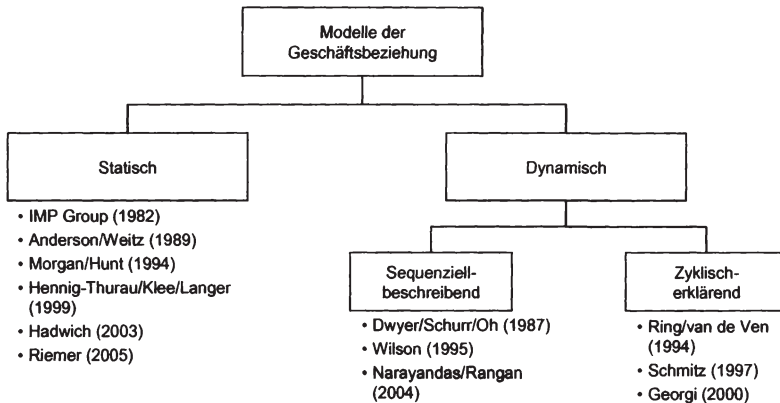 Modelle der
Geschäftsbeziehung
Statisch
• IMP Group (1982)
• Anderson/Weitz (1989)
• Morgan/Hunt (1994)
• Hennig-Thurau/Klee/Langer
(1999)
• Hadwich (2003)
• Riemer (2005)
Dynamisch
Sequenziell-
beschreibend
• Dwyer/Schurr/Oh (1987)
• Wilson (1995)
• Narayandas/Rangan
(2004)
Zyklisch-
erklärend
• Ring/van de Ven
(1994)
• Schmitz (1997)
• Georgi (2000)